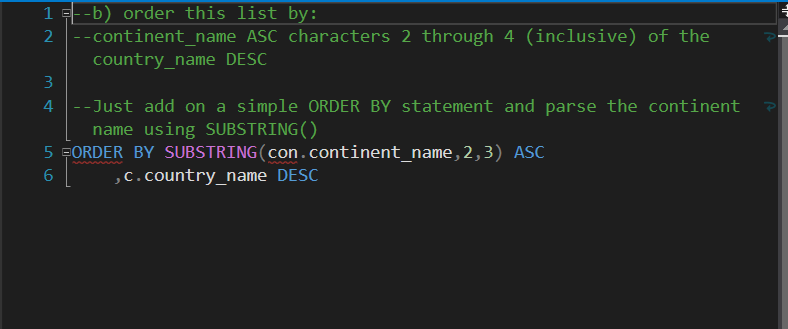 1 --b) order this list by:
2 --continent_name ASC characters 2 through 4 (inclusive) of the
country_name DESC
3
4 --Just add on a simple ORDER BY statement and parse the continent
name using SUBSTRING()
5 ORDER BY SUBSTRING(con.continent_name,2,3) ASC
6 ,c.country_name DESC